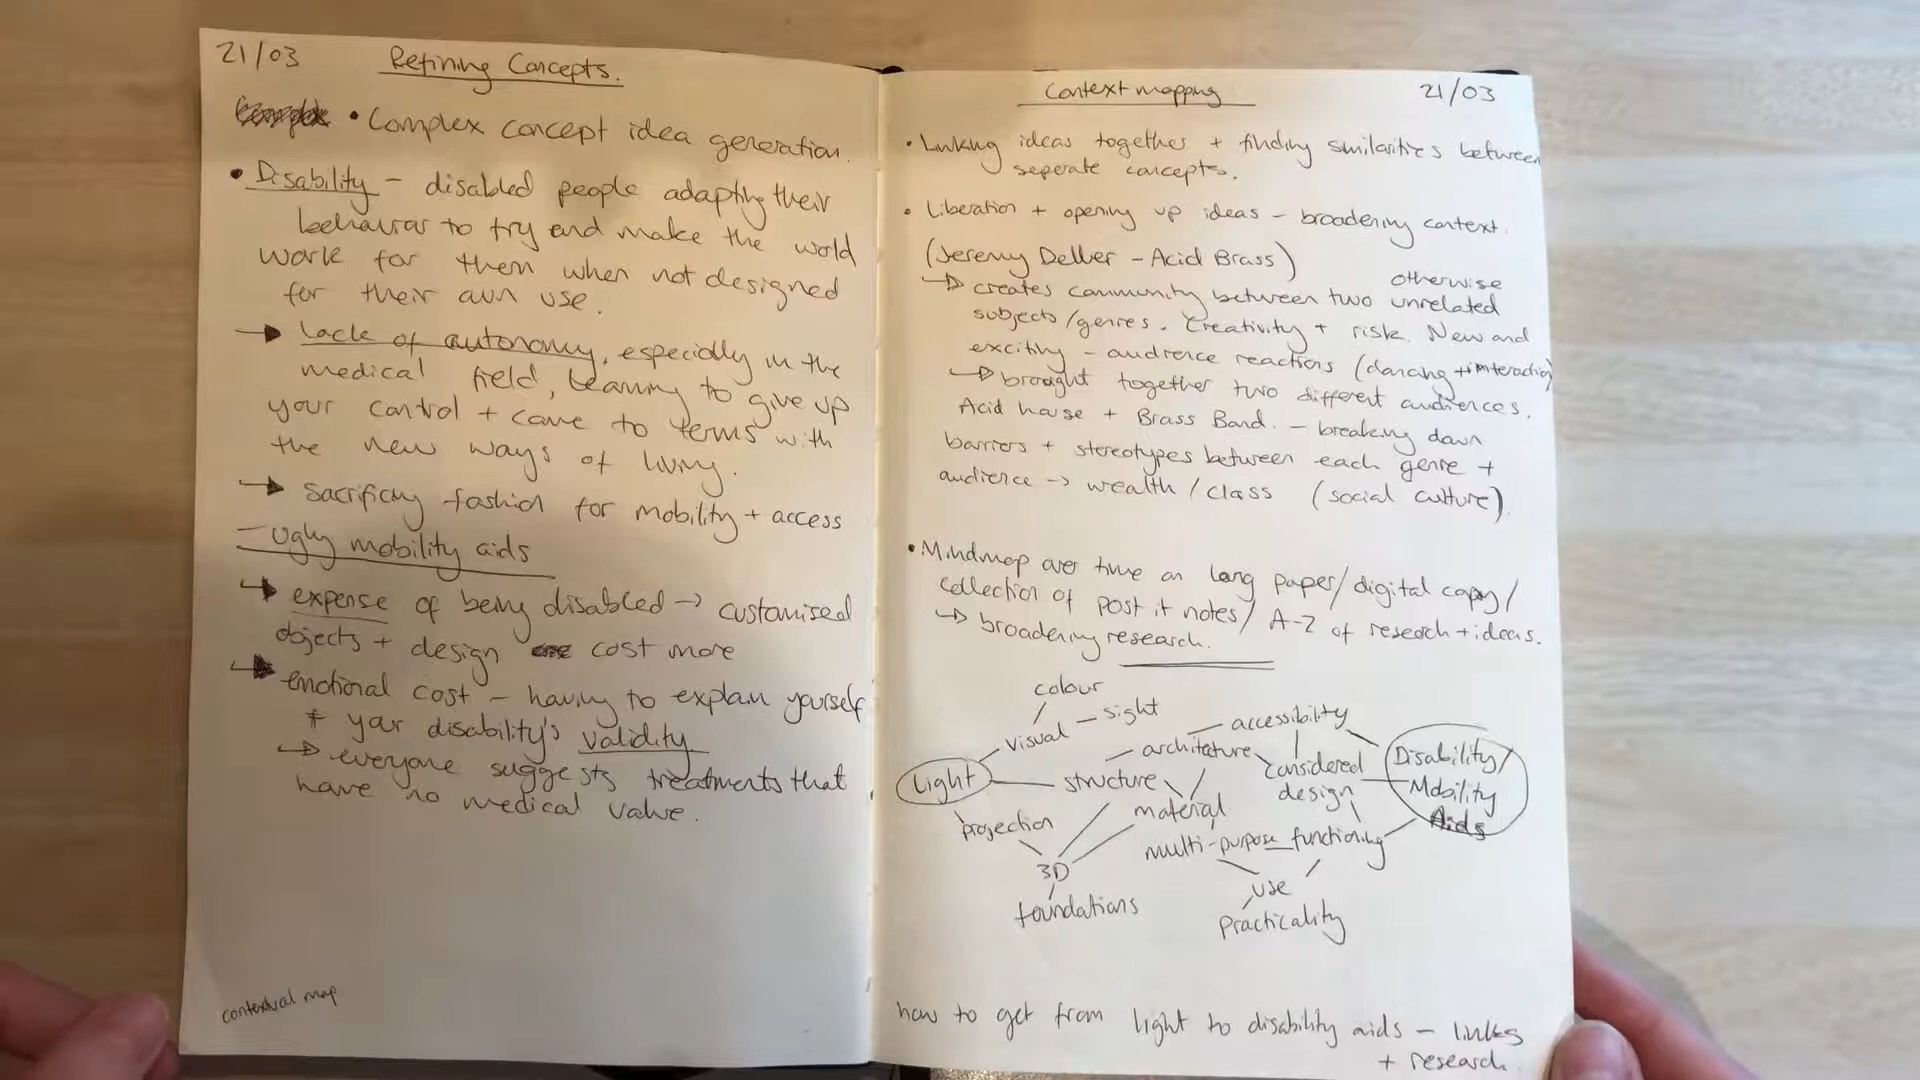 21/03 Refining Concepts.
• Complex concept idea generation.
• Disability – disabled people adapting their
behaviour to try and make the world
work for them when not designed
for their own use.
→ lack of autonomy, especially in the
medical field, learning to give up
your control + come to terms with
the new ways of living.
→ sacrificing fashion for mobility + access
– ugly mobility aids
→ expense of being disabled → customised
objects + design cost more
→ emotional cost – having to explain yourself
+ your disability's validity
→ everyone suggests treatments that
have no medical value.
contextual map
Context mapping 21/03
• Linking ideas together + finding similarities between
seperate concepts.
• Liberation + opening up ideas – broadening context.
(Jeremy Deller – Acid Brass)
→ creates community between two otherwise unrelated
subjects/genres. Creativity + risk. New and
exciting – audience reactions (dancing + interaction)
→ brought together two different audiences.
Acid house + Brass Band. – breaking down
barriers + stereotypes between each genre +
audience → wealth / class (social culture).
• Mindmap over time on long paper/digital copy/
collection of post it notes/ A-Z of research + ideas.
→ broadening research.
colour
visual – sight
accessibility
architecture
Disability/
Mobility
Aids
light
structure
considered
design
projection
material
multi-purpose functioning
3D
use
foundations
practicality
how to get from light to disability aids – links
+ research